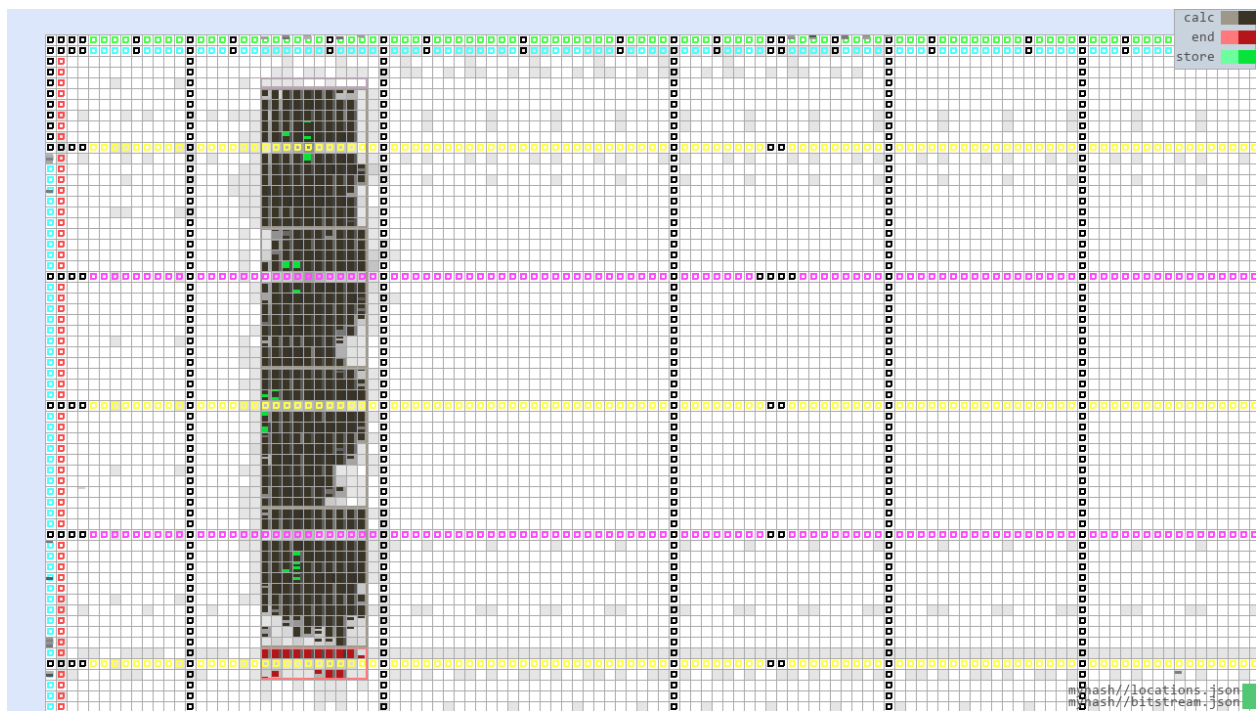 calc
end
store
myhash//locations.json
myhash//bitstream.json